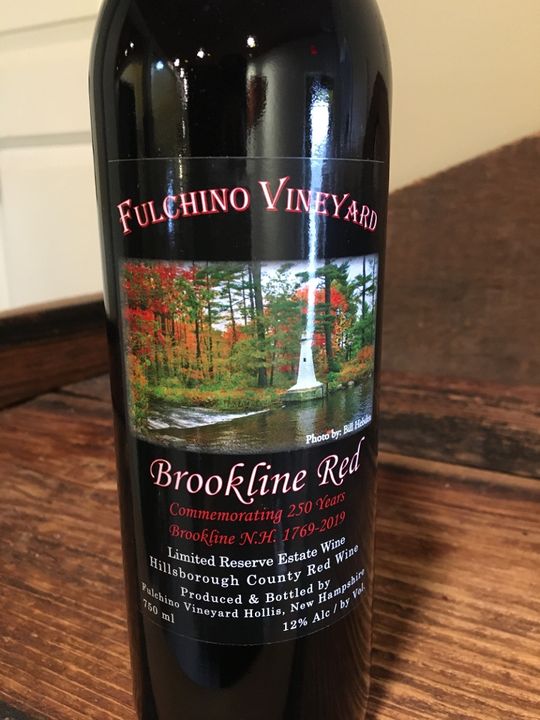 Fulchino Vineyard
Photo by: Bill
Brookline Red
Commemorating 250 Years
Brookline N.H. 1769-2019
Limited Reserve Estate Wine
Hillsborough County Red Wine
Produced & Bottled by
Fulchino Vineyard Hollis, New Hampshire
750 ml
12% Alc / by Vol.